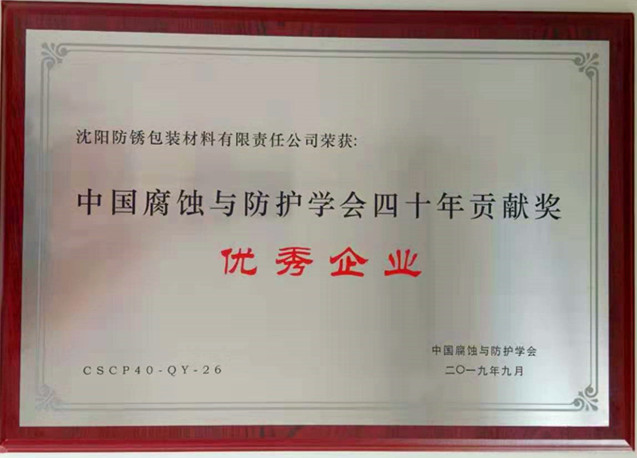 沈阳防锈包装材料有限责任公司荣获:
中国腐蚀与防护学会四十年贡献奖
优秀企业
中国腐蚀与防护学会
CSCP40-QY-26
二〇一九年九月